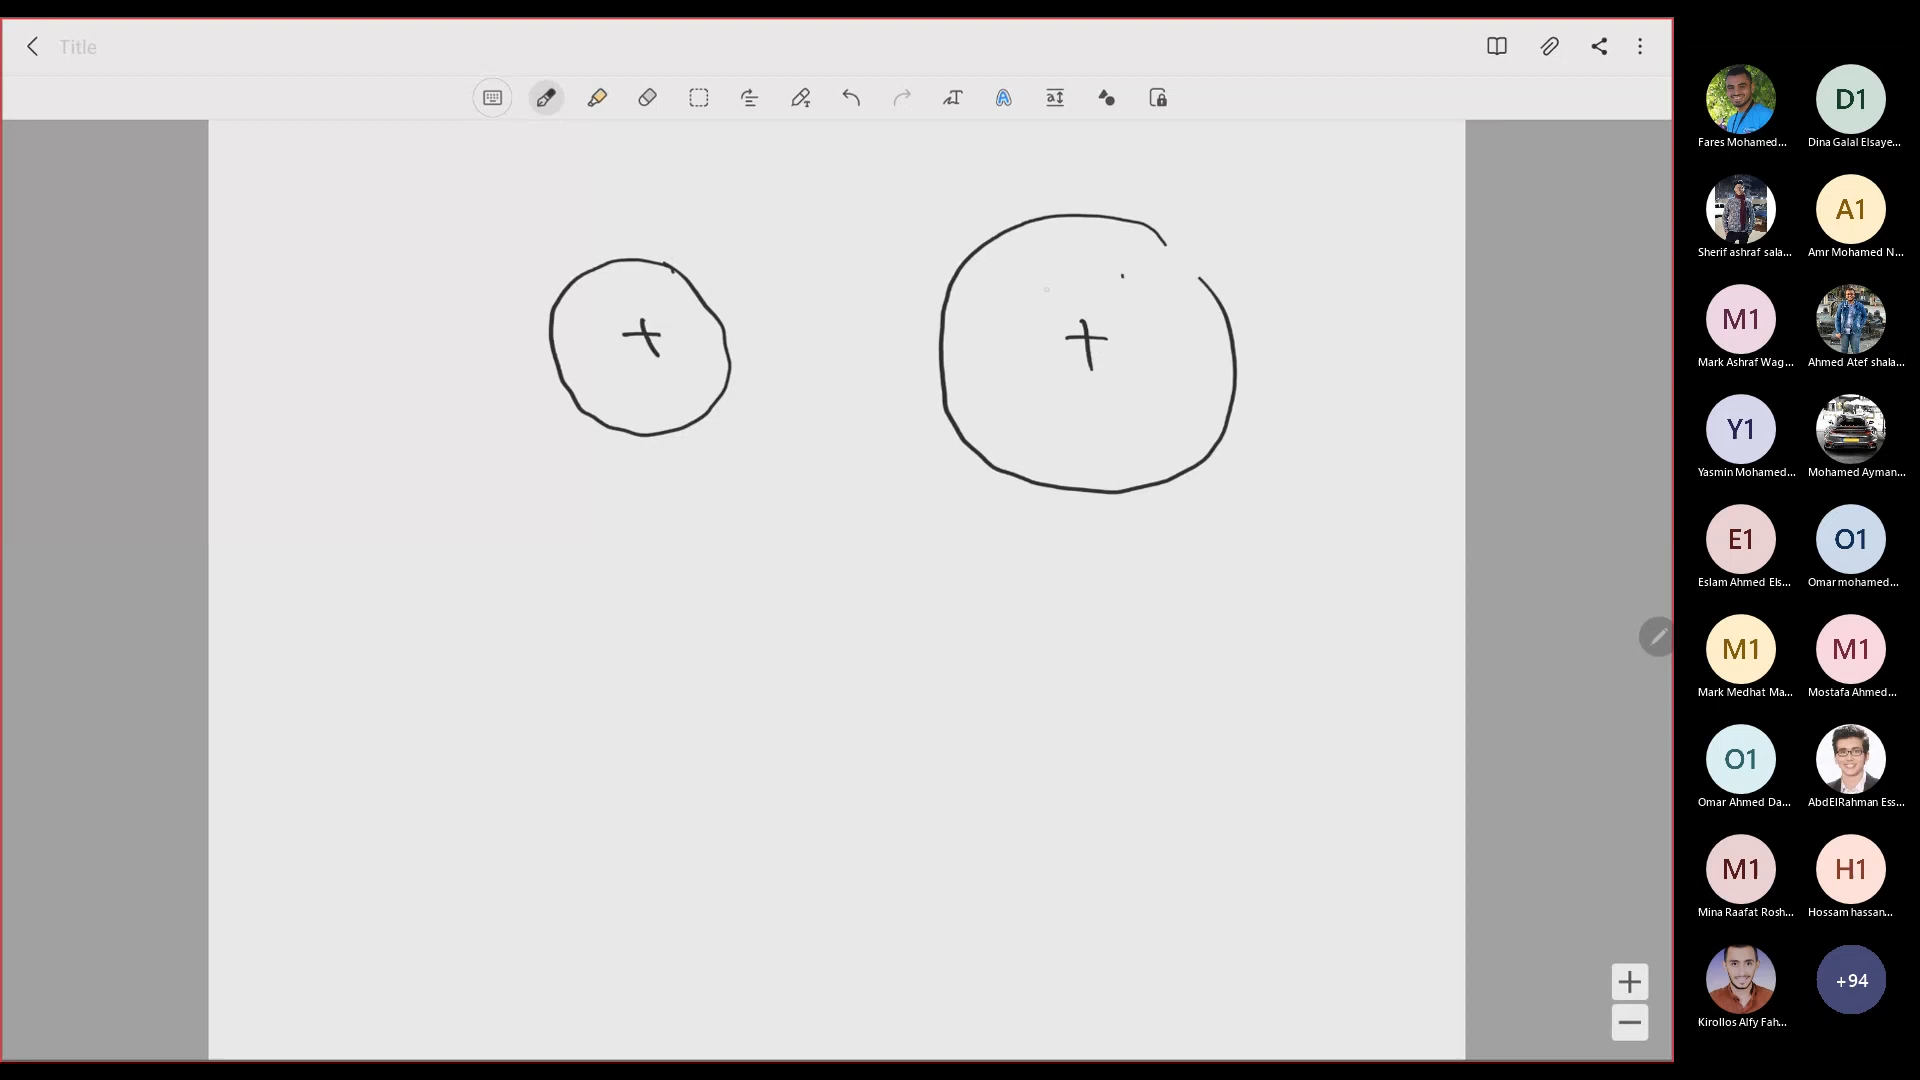 Title
+ +
Fares Mohamed...
D1
Dina Galal Elsaye...
Sherif ashraf sala...
A1
Amr Mohamed N...
M1
Mark Ashraf Wag...
Ahmed Atef shala...
Y1
Yasmin Mohamed...
Mohamed Ayman...
E1
Eslam Ahmed Els...
O1
Omar mohamed...
M1
Mark Medhat Ma...
M1
Mostafa Ahmed...
O1
Omar Ahmed Da...
AbdElRahman Ess...
M1
Mina Raafat Rosh...
H1
Hossam hassan...
Kirollos Alfy Fah...
+94